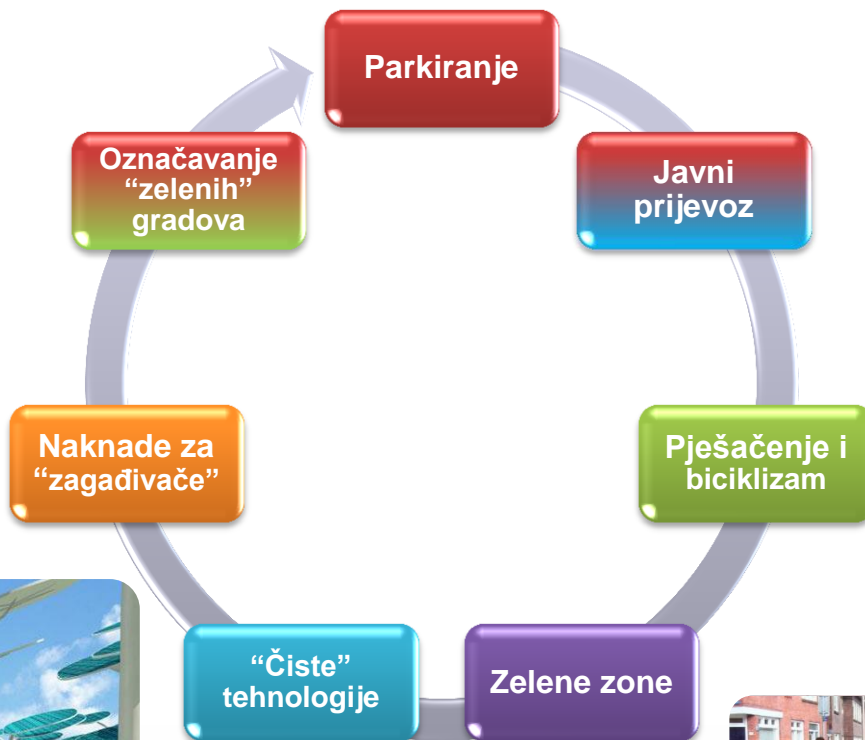 Parkiranje
Javni
prijevoz
Pješačenje i
biciklizam
Zelene zone
“Čiste”
tehnologije
Naknade za
“zagađivače”
Označavanje
“zelenih”
gradova